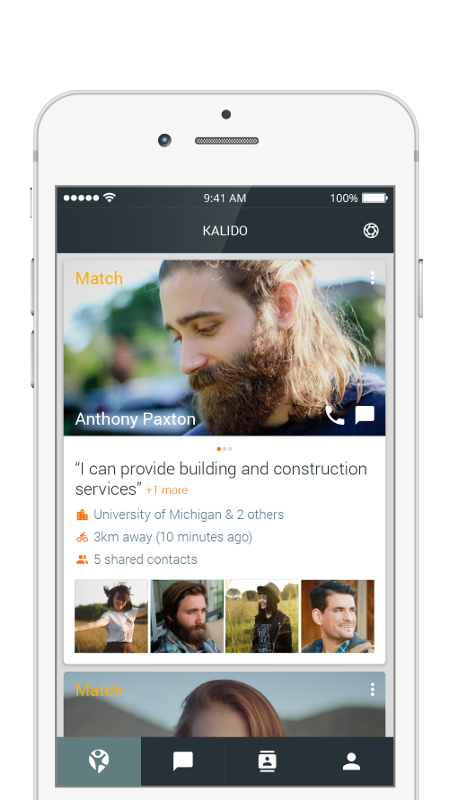 9:41 AM
100%
KALIDO
Match
Anthony Paxton
“I can provide building and construction
services” +1 more
University of Michigan & 2 others
3km away (10 minutes ago)
5 shared contacts
Match